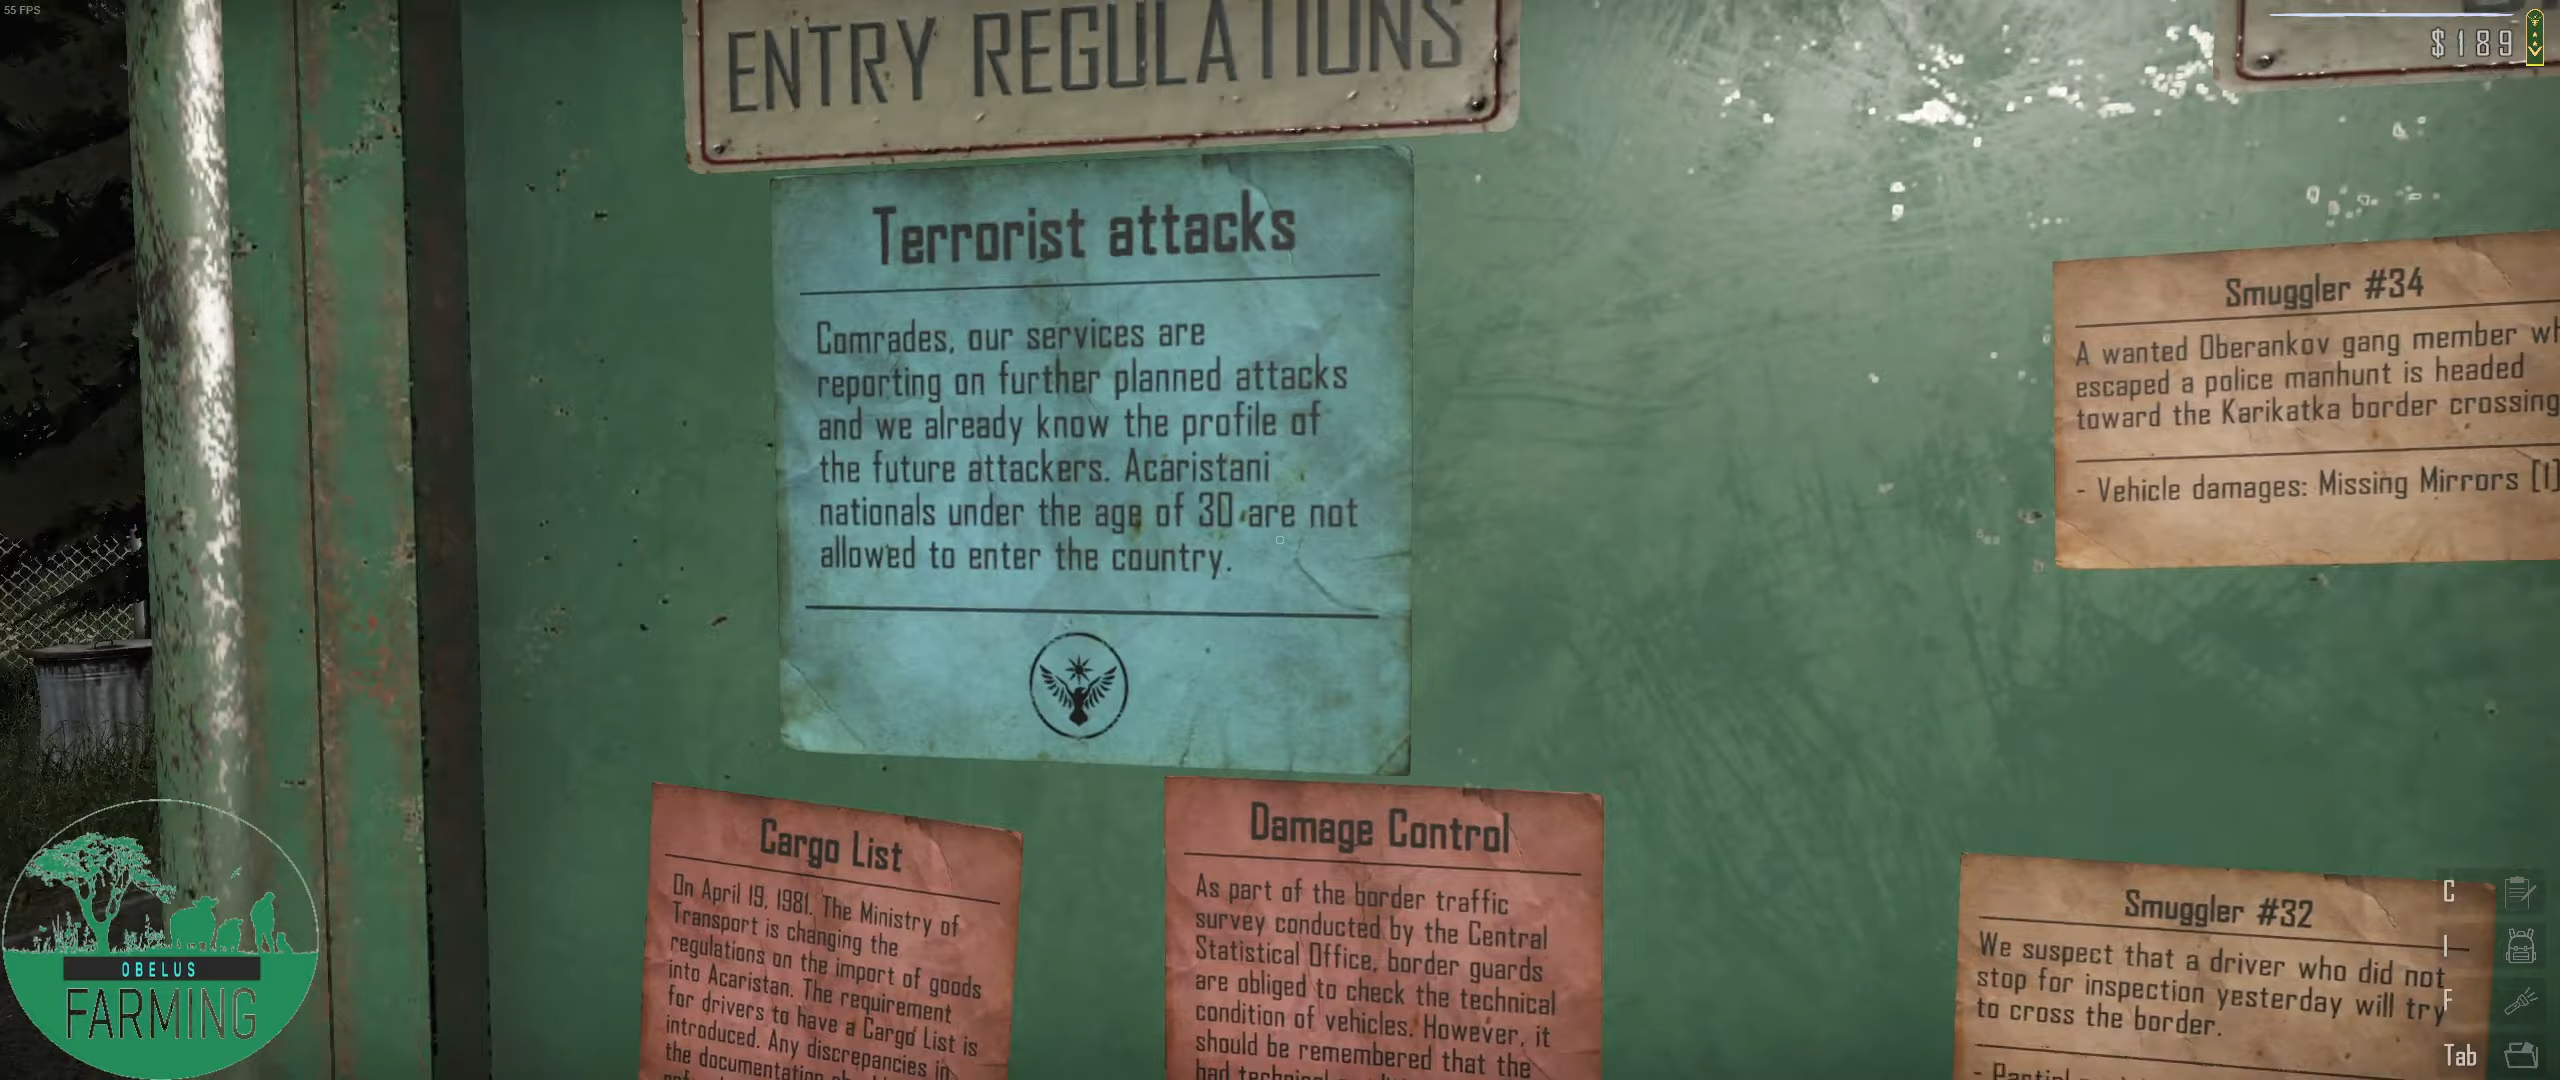 55 FPS
ENTRY REGULATIONS
$189
Terrorist attacks
Comrades, our services are
reporting on further planned attacks
and we already know the profile of
the future attackers. Acaristani
nationals under the age of 30 are not
allowed to enter the country.
Smuggler #34
A wanted Oberankov gang member
escaped a police manhunt is headed
toward the Karikatka border crossing
- Vehicle damages: Missing Mirrors [1]
Cargo List
On April 19, 1981. The Ministry of
Transport is changing the
regulations on the import of goods
into Acaristan. The requirement
for drivers to have a Cargo List is
introduced. Any discrepancies in
the documentation
Damage Control
As part of the border traffic
survey conducted by the Central
Statistical Office, border guards
are obliged to check the technical
condition of vehicles. However, it
should be remembered that the
bad
Smuggler #32
We suspect that a driver who did not
stop for inspection yesterday will try
to cross the border.
C
I
F
Tab
OBELUS
FARMING